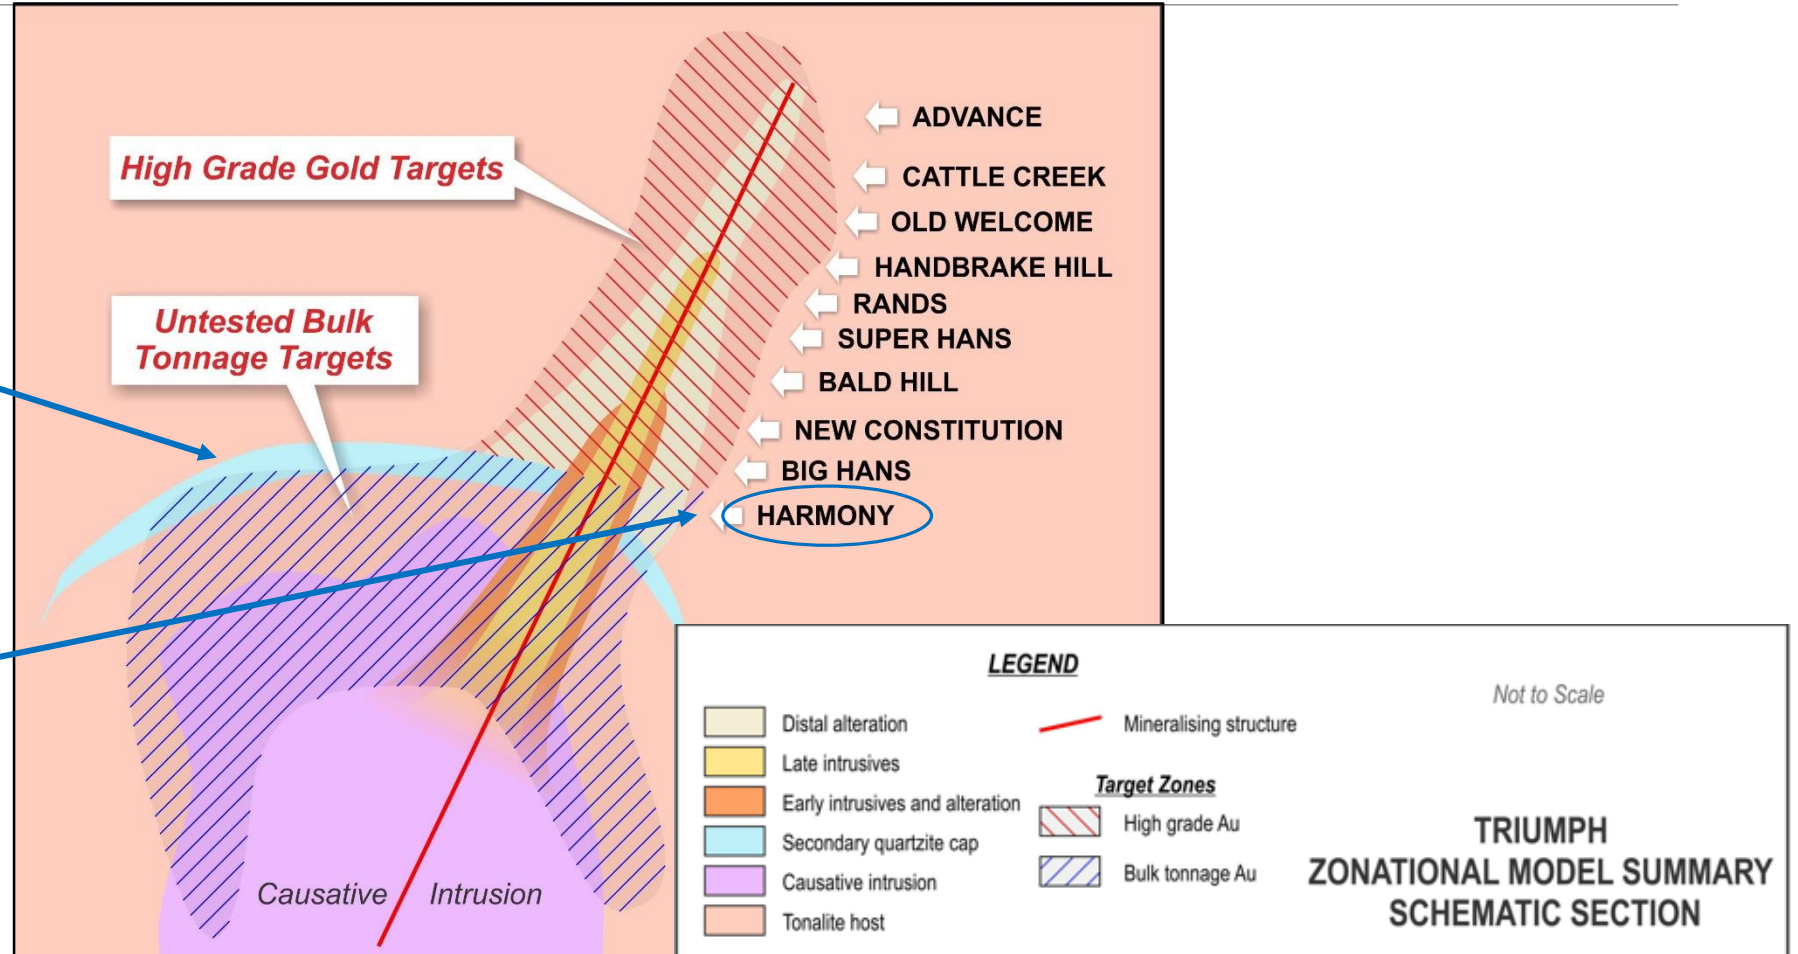 High Grade Gold Targets
Untested Bulk
Tonnage Targets
ADVANCE
CATTLE CREEK
OLD WELCOME
HANDBRAKE HILL
RANDS
SUPER HANS
BALD HILL
NEW CONSTITUTION
BIG HANS
HARMONY
Causative Intrusion
LEGEND
Distal alteration
Late intrusives
Early intrusives and alteration
Secondary quartzite cap
Causative intrusion
Tonalite host
Mineralising structure
Target Zones
High grade Au
Bulk tonnage Au
Not to Scale
TRIUMPH
ZONATIONAL MODEL SUMMARY
SCHEMATIC SECTION